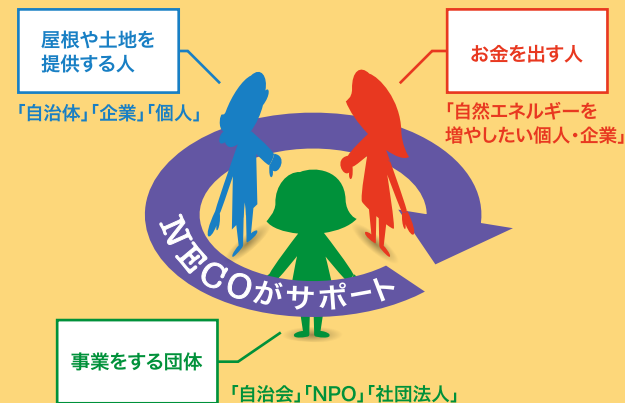 屋根や土地を
提供する人
「自治体」「企業」「個人」
お金を出す人
「自然エネルギーを
増やしたい個人・企業」
NECOがサポート
事業をする団体
「自治会」「NPO」「社団法人」